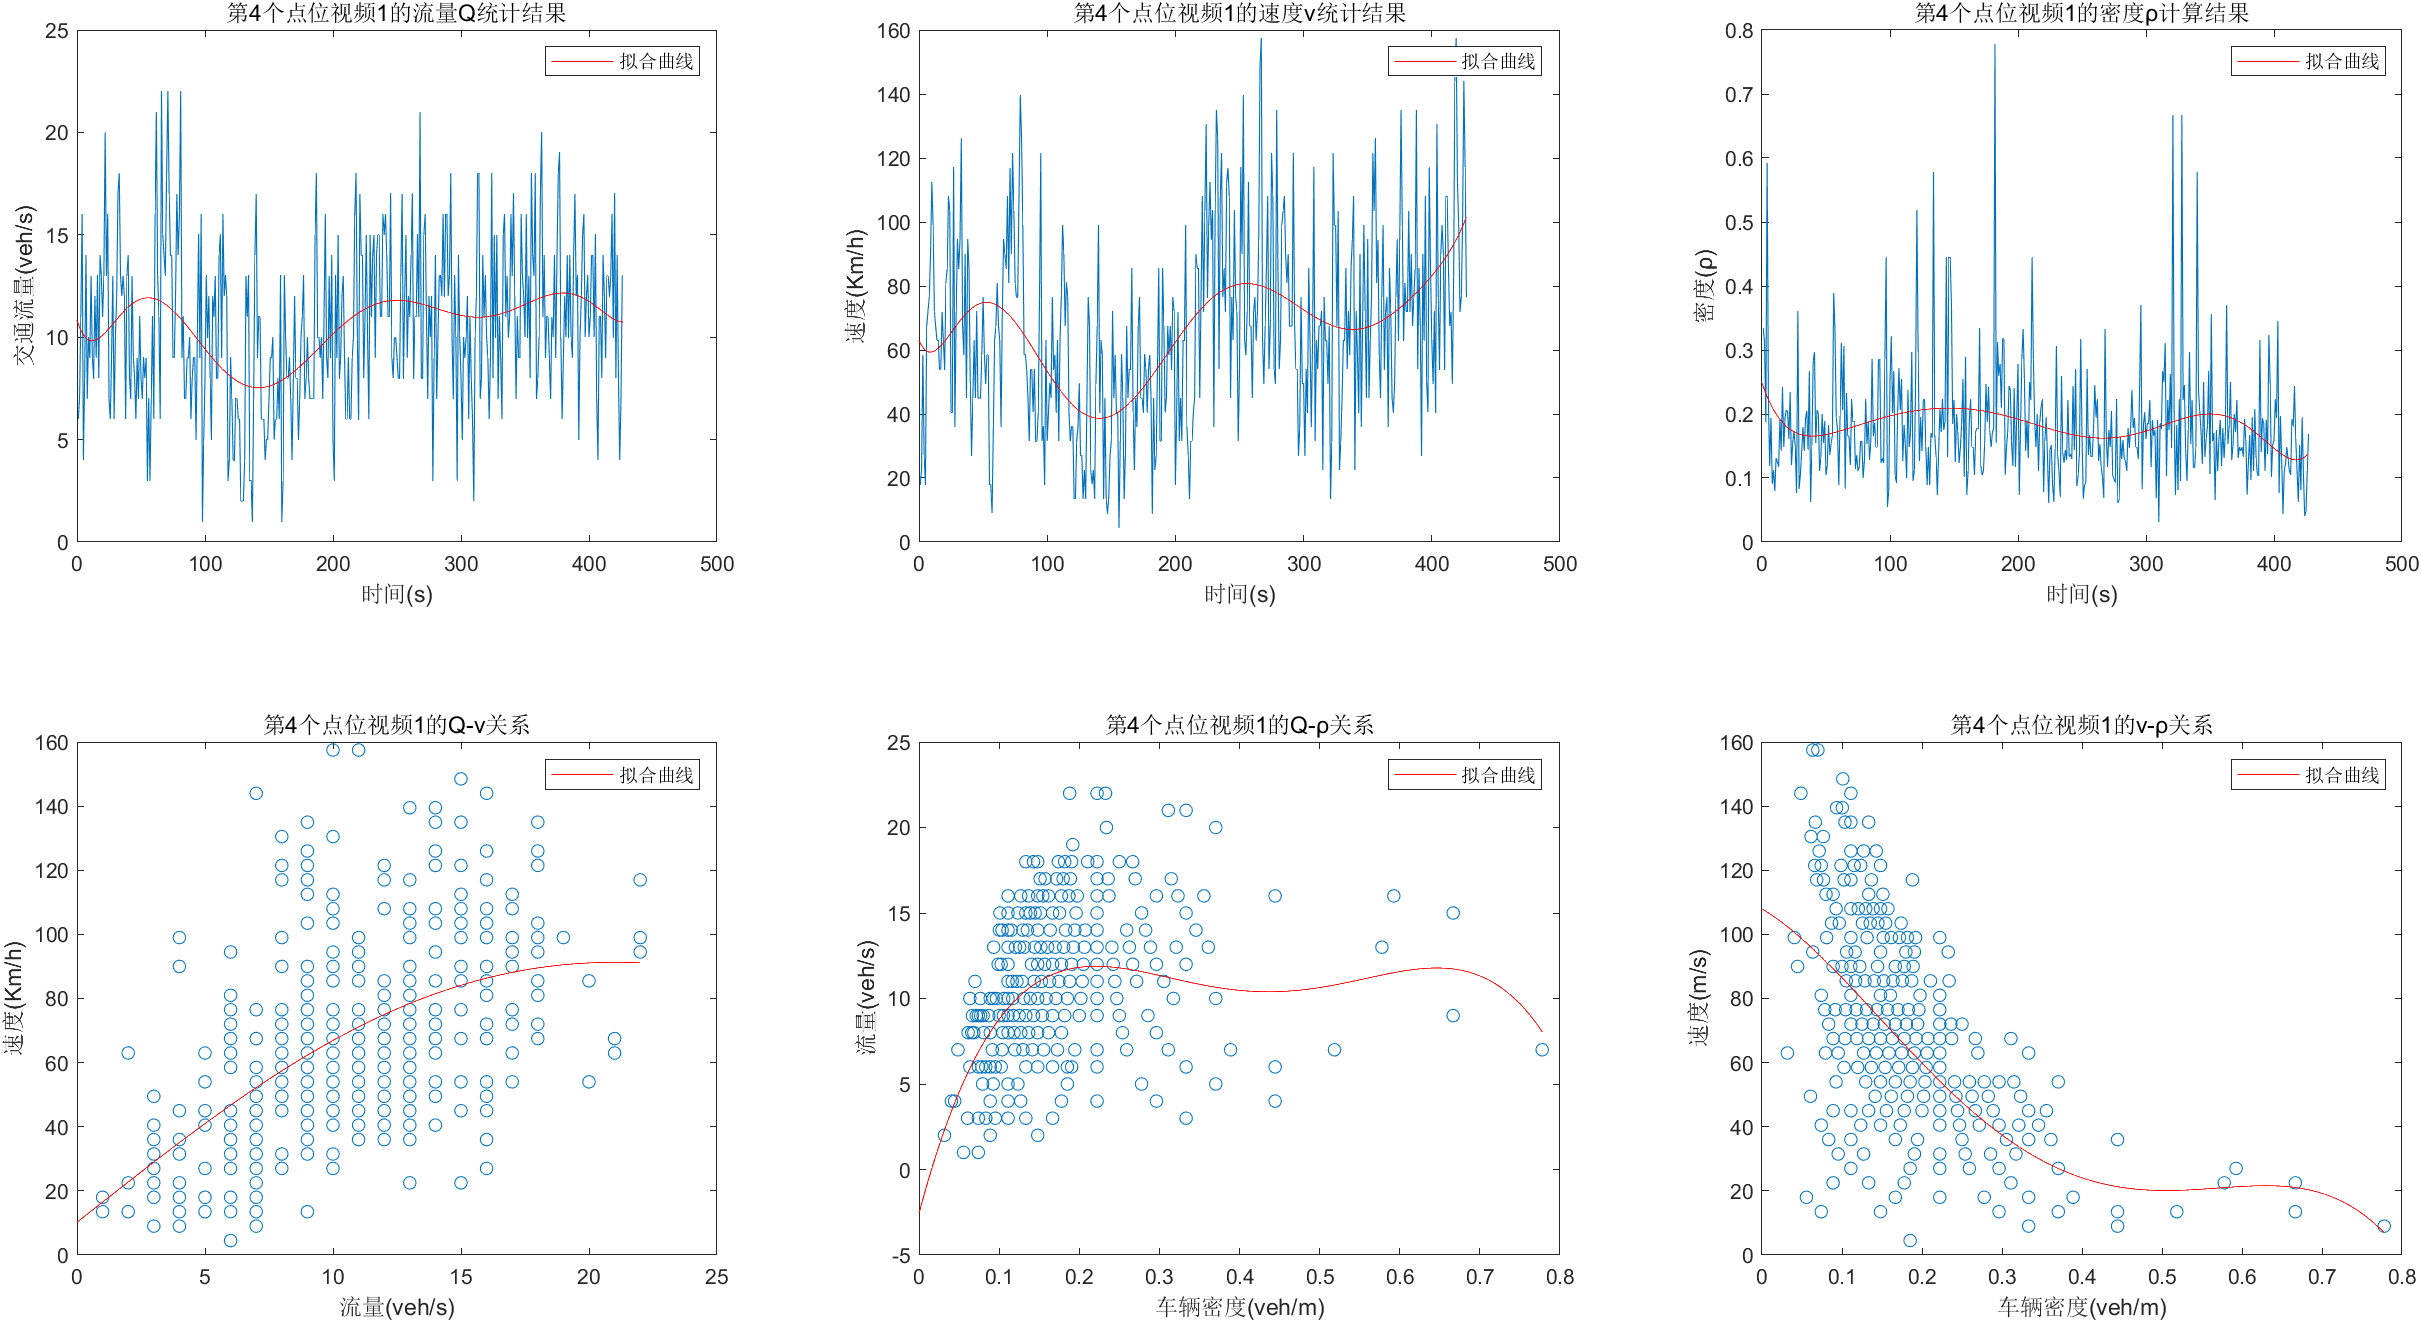 第4个点位视频1的流量Q统计结果
拟合曲线
交通流量(veh/s)
25
20
15
10
5
0
0 100 200 300 400 500
时间(s)
第4个点位视频1的速度v统计结果
拟合曲线
速度(Km/h)
160
140
120
100
80
60
40
20
0
0 100 200 300 400 500
时间(s)
第4个点位视频1的密度ρ计算结果
拟合曲线
密度(ρ)
0.8
0.7
0.6
0.5
0.4
0.3
0.2
0.1
0
0 100 200 300 400 500
时间(s)
第4个点位视频1的Q-v关系
拟合曲线
速度(Km/h)
160
140
120
100
80
60
40
20
0
0 5 10 15 20 25
流量(veh/s)
第4个点位视频1的Q-ρ关系
拟合曲线
流量(veh/s)
25
20
15
10
5
0
-5
0 0.1 0.2 0.3 0.4 0.5 0.6 0.7 0.8
车辆密度(veh/m)
第4个点位视频1的v-ρ关系
拟合曲线
速度(m/s)
160
140
120
100
80
60
40
20
0
0 0.1 0.2 0.3 0.4 0.5 0.6 0.7 0.8
车辆密度(veh/m)